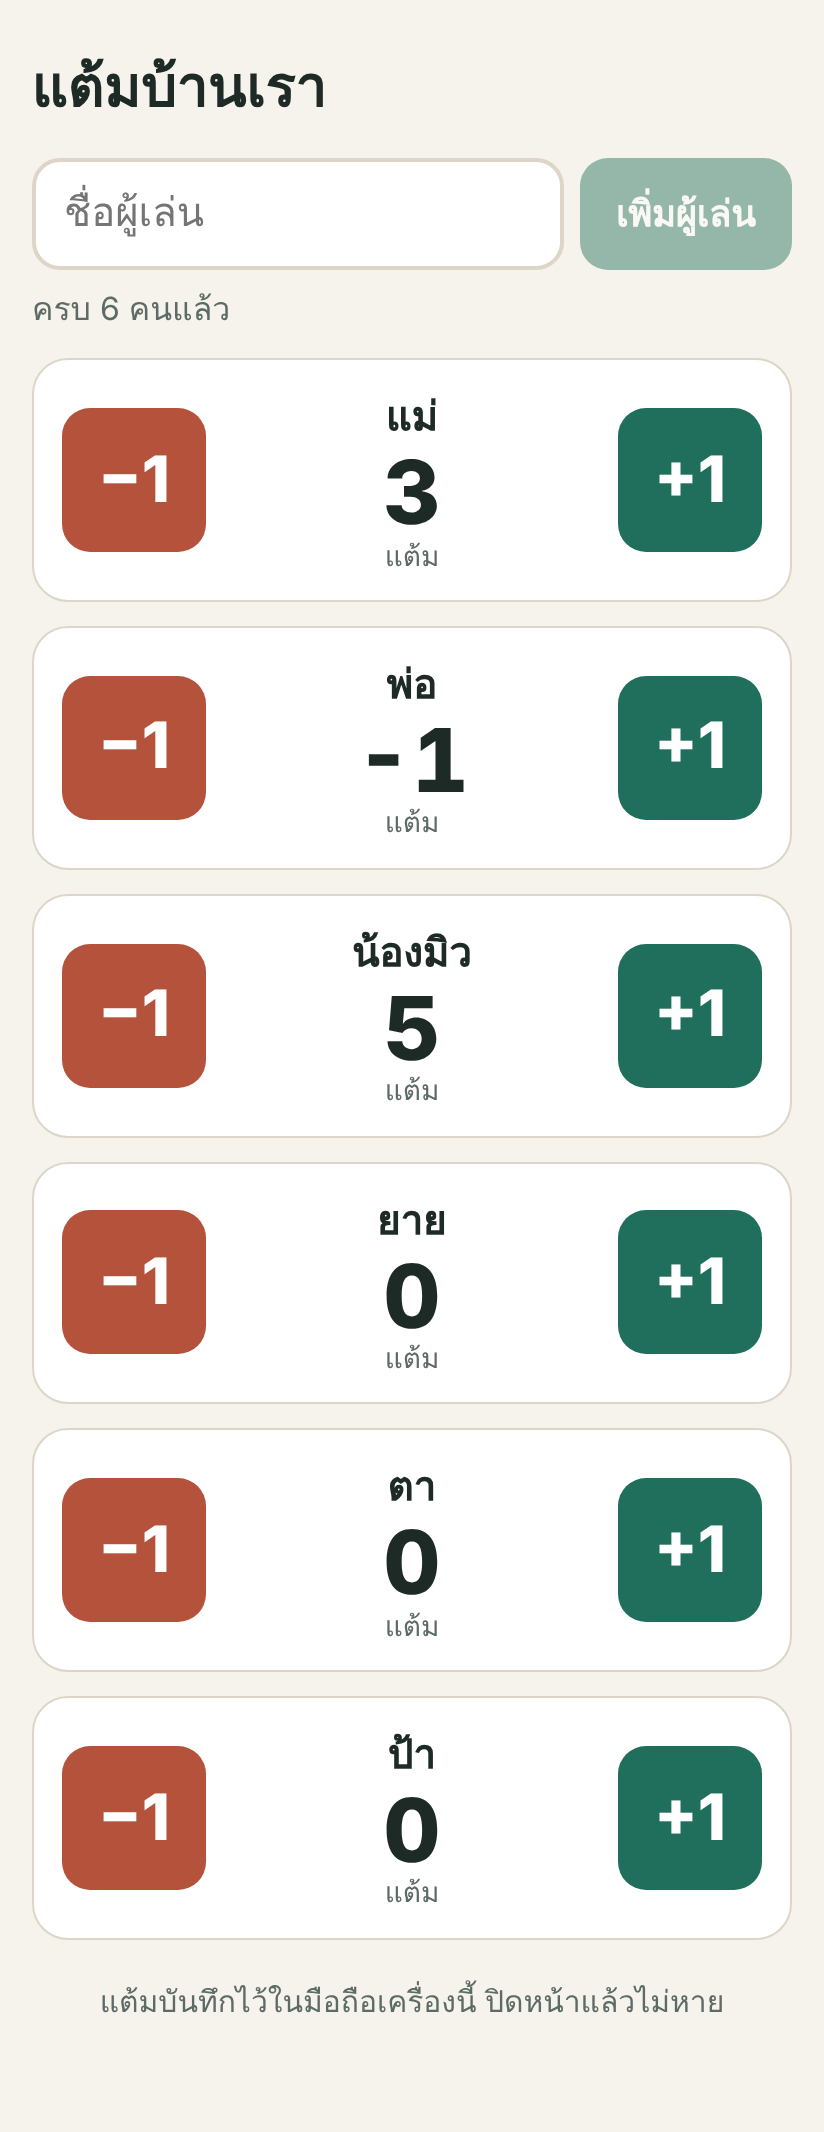 แต้มบ้านเรา
ชื่อผู้เล่น
เพิ่มผู้เล่น
ครบ 6 คนแล้ว
แม่
−1
3
+1
แต้ม
พ่อ
−1
-1
+1
แต้ม
น้องมิว
−1
5
+1
แต้ม
ยาย
−1
0
+1
แต้ม
ตา
−1
0
+1
แต้ม
ป้า
−1
0
+1
แต้ม
แต้มบันทึกไว้ในมือถือเครื่องนี้ ปิดหน้าแล้วไม่หาย